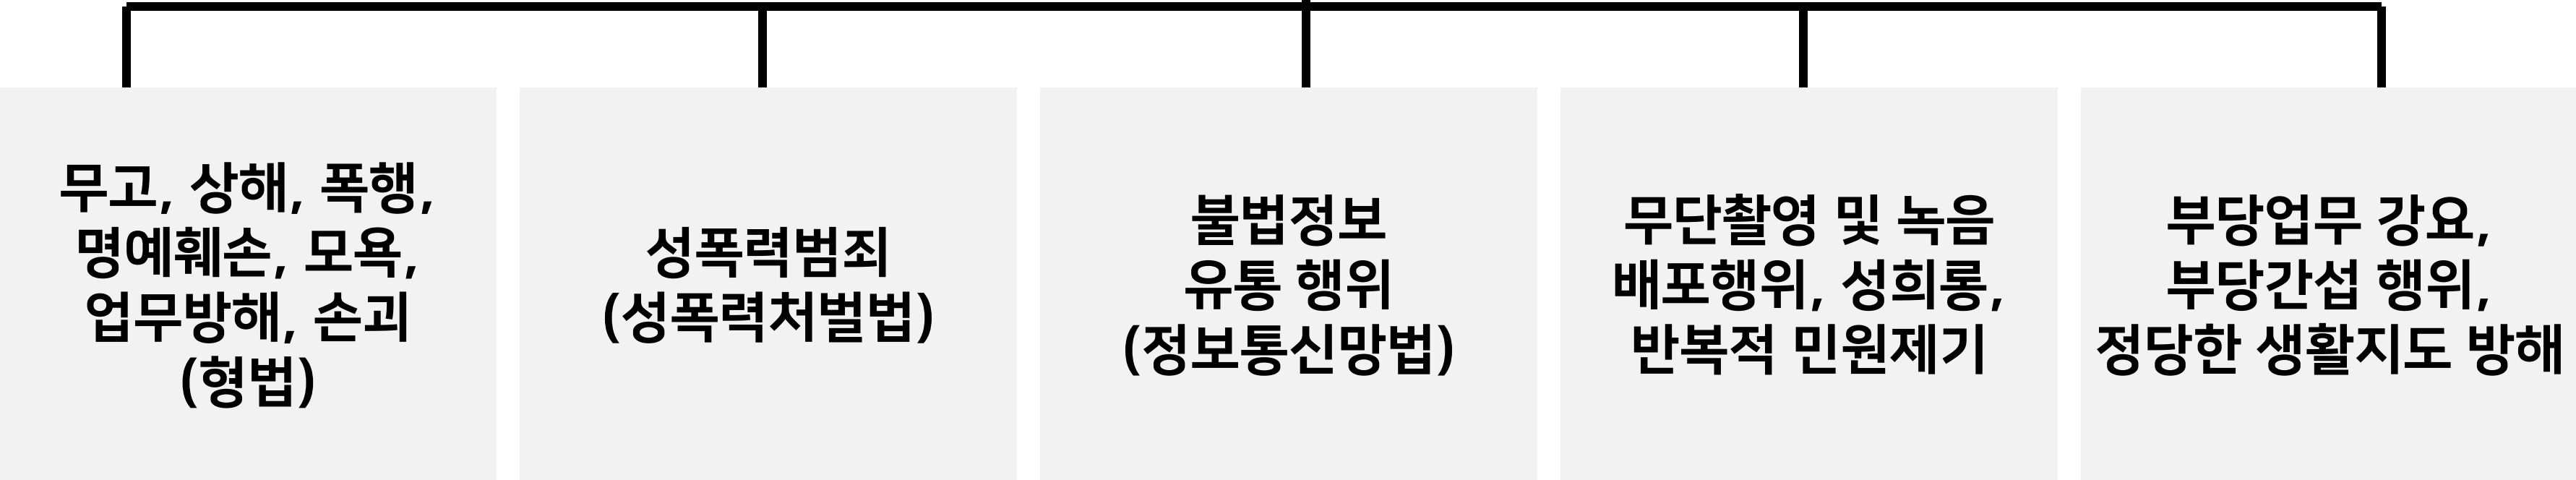 무고, 상해, 폭행,
명예훼손, 모욕,
업무방해, 손괴
(형법)
성폭력범죄
(성폭력처벌법)
불법정보
유통 행위
(정보통신망법)
무단촬영 및 녹음
배포행위, 성희롱,
반복적 민원제기
부당업무 강요,
부당간섭 행위,
정당한 생활지도 방해